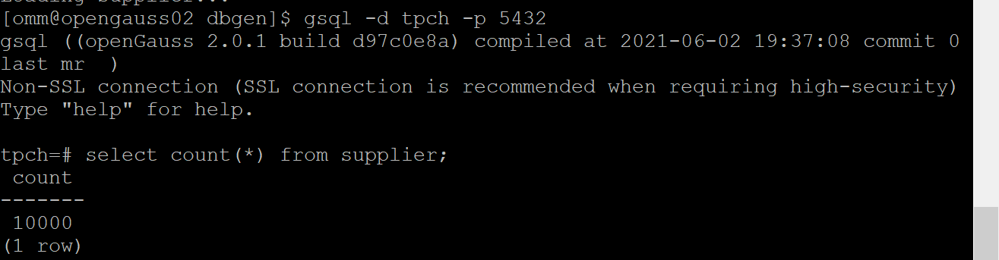 Loading supplier...
[omm@opengauss02 dbgen]$ gsql -d tpch -p 5432
gsql ((openGauss 2.0.1 build d97c0e8a) compiled at 2021-06-02 19:37:08 commit 0
last mr  )
Non-SSL connection (SSL connection is recommended when requiring high-security)
Type "help" for help.
tpch=# select count(*) from supplier;
 count
-------
 10000
(1 row)